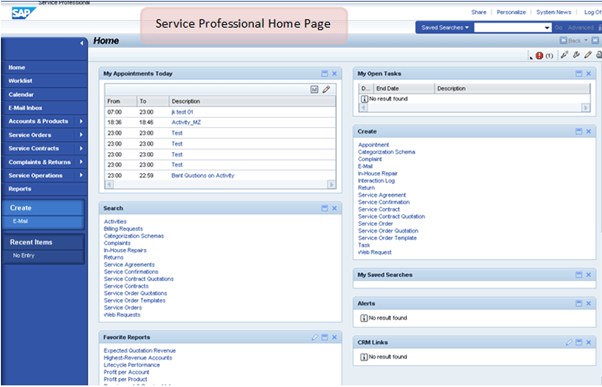 Service Professional
SAP
Service Professional Home Page
Share Personalize System News Log Of
Saved Searches Go Advanced
Home
Back
(1)
Home
Worklist
Calendar
E-Mail Inbox
Accounts & Products
Service Orders
Service Contracts
Complaints & Returns
Service Operations
Reports
Create
E-Mail
Recent Items
No Entry
My Appointments Today
From To Description
07:00 23:00 jk test 01
18:36 18:46 Activity_MZ
23:00 23:00 Test
23:00 23:00 Test
23:00 23:00 Test
23:00 23:00 Test
23:00 22:59 Bant Qustions on Activity
Search
Activities
Billing Requests
Categorization Schemas
Complaints
In-House Repairs
Returns
Service Agreements
Service Confirmations
Service Contract Quotations
Service Contracts
Service Order Quotations
Service Order Templates
Service Orders
Web Requests
Favorite Reports
Expected Quotation Revenue
Highest-Revenue Accounts
Lifecycle Performance
Profit per Account
Profit per Product
My Open Tasks
D... End Date Description
No result found
Create
Appointment
Categorization Schema
Complaint
E-Mail
In-House Repair
Interaction Log
Return
Service Agreement
Service Confirmation
Service Contract
Service Contract Quotation
Service Order
Service Order Quotation
Service Order Template
Task
Web Request
My Saved Searches
Alerts
No result found
CRM Links
No result found